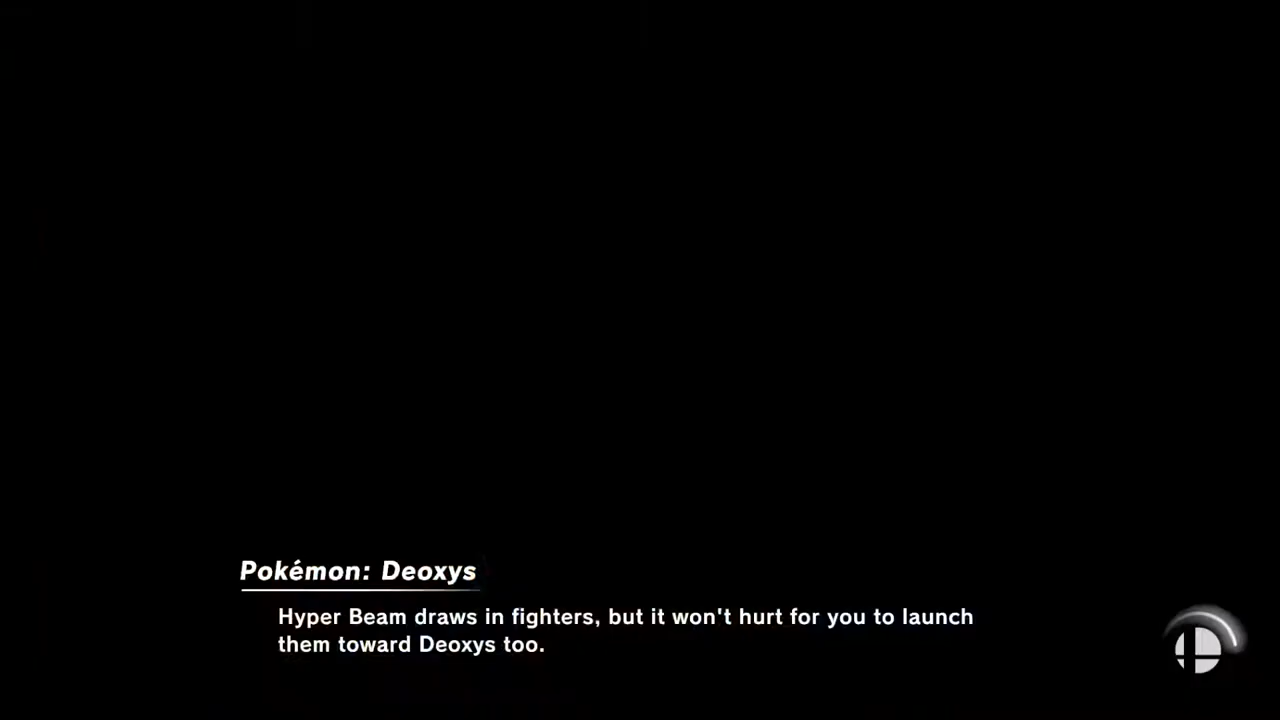 Pokémon: Deoxys
Hyper Beam draws in fighters, but it won't hurt for you to launch
them toward Deoxys too.